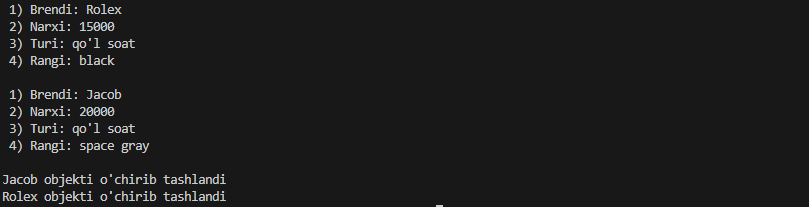 1) Brendi: Rolex
2) Narxi: 15000
3) Turi: qo'l soat
4) Rangi: black
1) Brendi: Jacob
2) Narxi: 20000
3) Turi: qo'l soat
4) Rangi: space gray
Jacob objekti o'chirib tashlandi
Rolex objekti o'chirib tashlandi